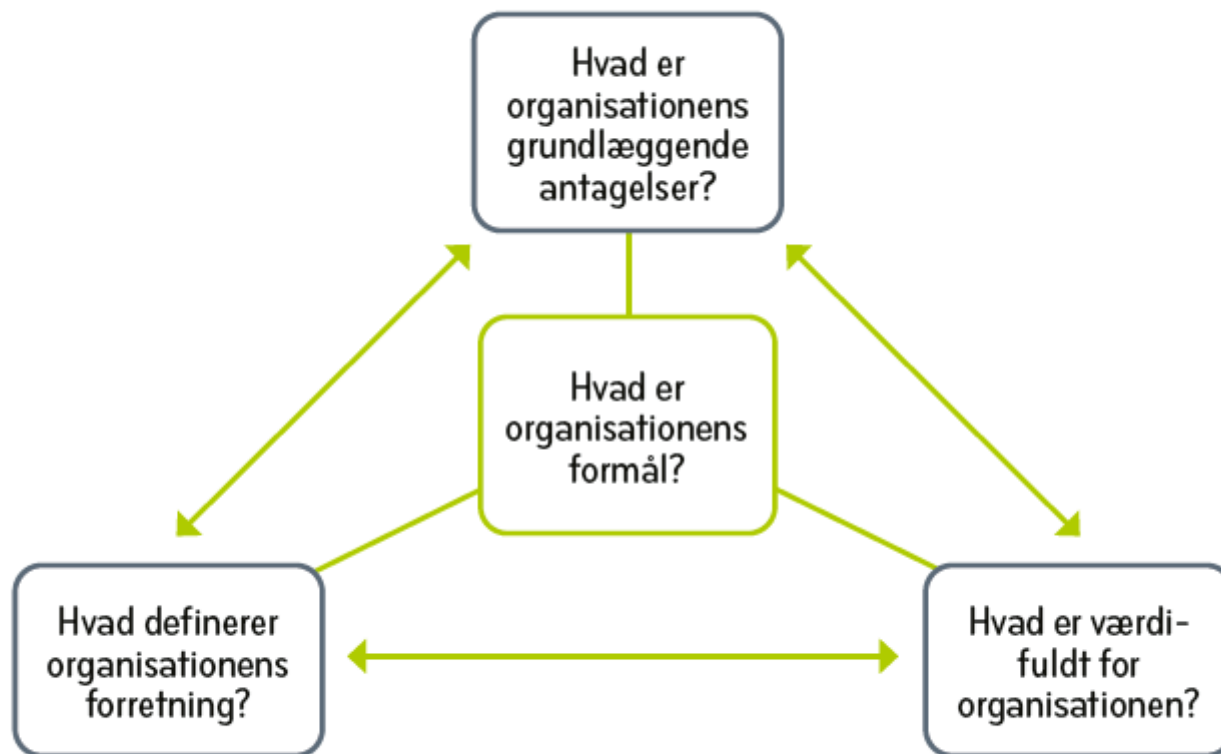 Hvad er
organisationens
grundlæggende
antagelser?
Hvad er
organisationens
formål?
Hvad definerer
organisationens
forretning?
Hvad er værdi-
fuldt for
organisationen?